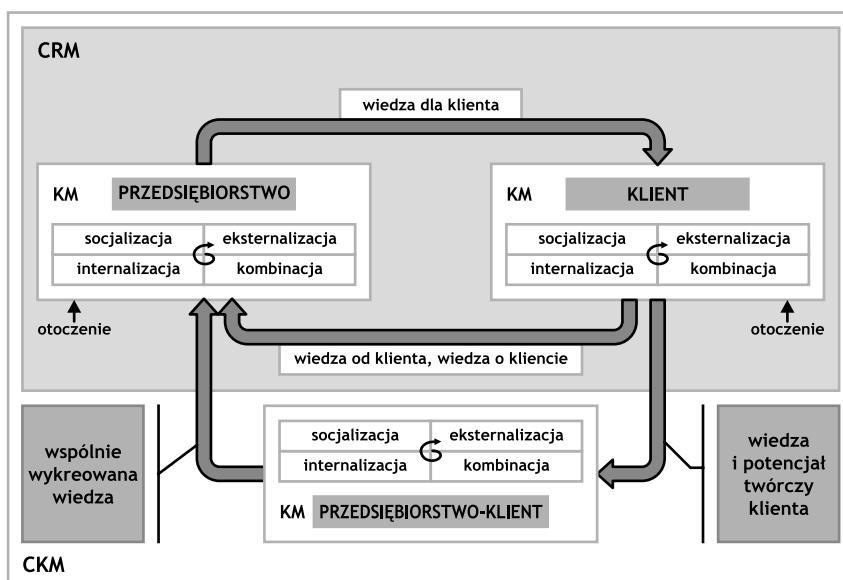 CRM
wiedza dla klienta
KM PRZEDSIĘBIORSTWO
socjalizacja eksternalizacja
internalizacja kombinacja
otoczenie
KM KLIENT
socjalizacja eksternalizacja
internalizacja kombinacja
otoczenie
wiedza od klienta, wiedza o kliencie
wspólnie
wykreowana
wiedza
socjalizacja eksternalizacja
internalizacja kombinacja
KM PRZEDSIĘBIORSTWO-KLIENT
wiedza
i potencjał
twórczy
klienta
CKM